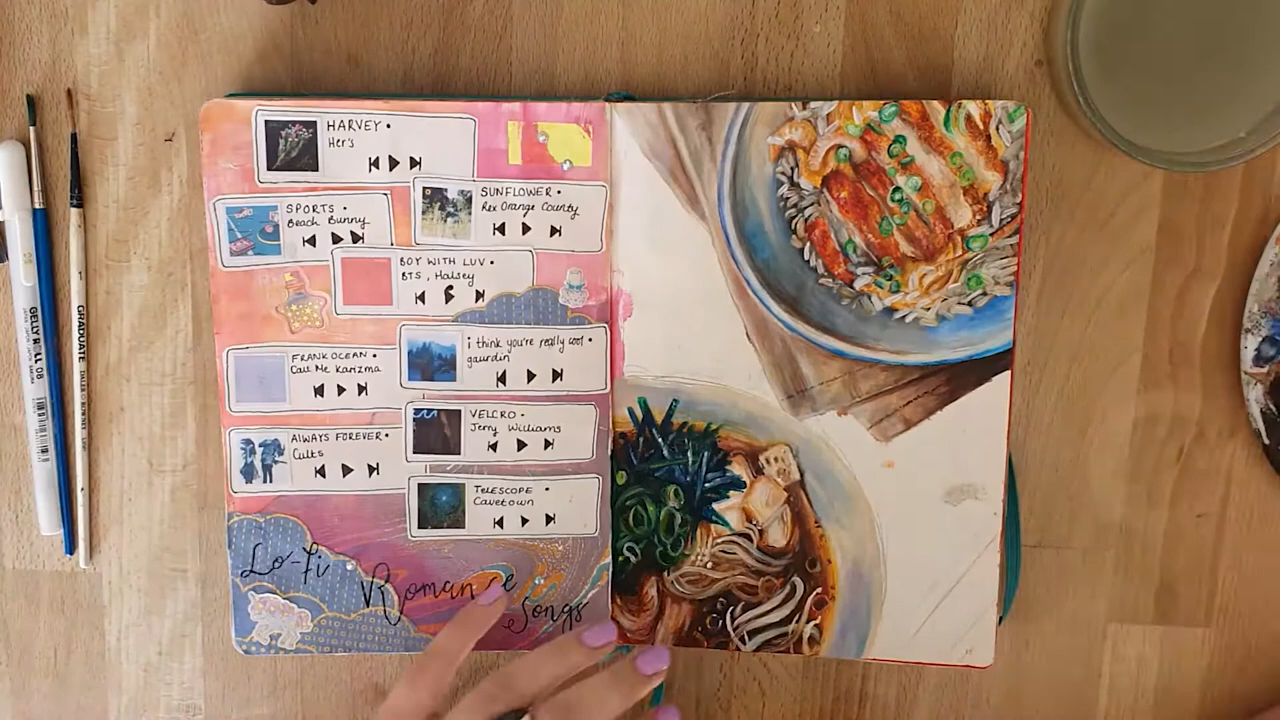 HARVEY •
Her's
SUNFLOWER •
Rex Orange County
SPORTS •
Beach Bunny
BOY WITH LUV •
BTS, Halsey
i think you're really cool •
gaurdin
FRANK OCEAN •
Call Me Karizma
VELCRO •
Jerry Williams
ALWAYS FOREVER •
Cults
TELESCOPE •
Cavetown
Lo-fi
Romance
Songs
GELLY ROLL 08
GRADUATE